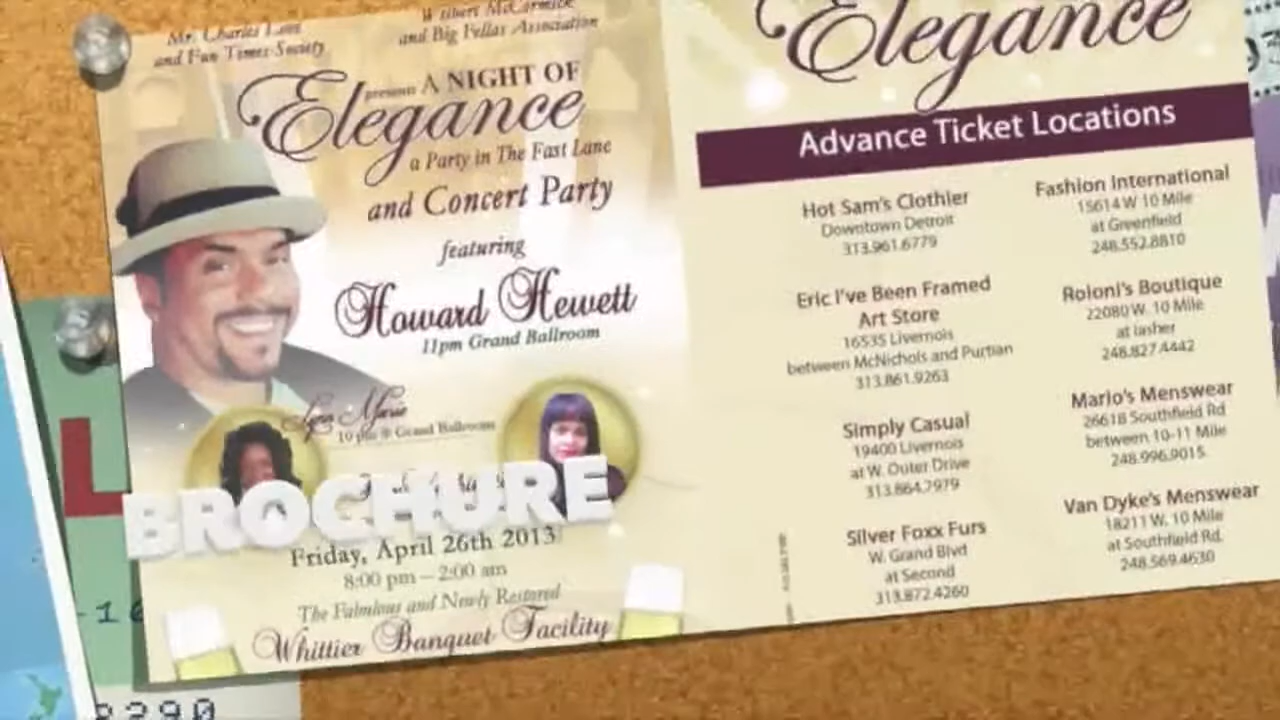 Mr. Charles Love
and Fun Times Society
Wilbert McCormick
and Big Fellas Association
presents A NIGHT OF
Elegance
a Party in The Fast Lane
and Concert Party
featuring
Howard Hewett
11pm Grand Ballroom
Lynn Marie
10 pm @ Grand Ballroom
BROCHURE
Friday, April 26th 2013
8:00 pm – 2:00 am
The Fabulous and Newly Restored
Whittier Banquet Facility
Elegance
Advance Ticket Locations
Hot Sam's Clothier
Downtown Detroit
313.961.6779
Eric I've Been Framed
Art Store
16535 Livernois
between McNichols and Puritan
313.861.9263
Simply Casual
19400 Livernois
at W. Outer Drive
313.864.7979
Silver Foxx Furs
W. Grand Blvd
at Second
313.872.4260
Fashion International
15614 W 10 Mile
at Greenfield
248.552.8810
Roloni's Boutique
22080 W. 10 Mile
at lasher
248.827.4442
Mario's Menswear
26618 Southfield Rd
between 10-11 Mile
248.996.9015
Van Dyke's Menswear
18211 W. 10 Mile
at Southfield Rd.
248.569.4630
L
-16
2290